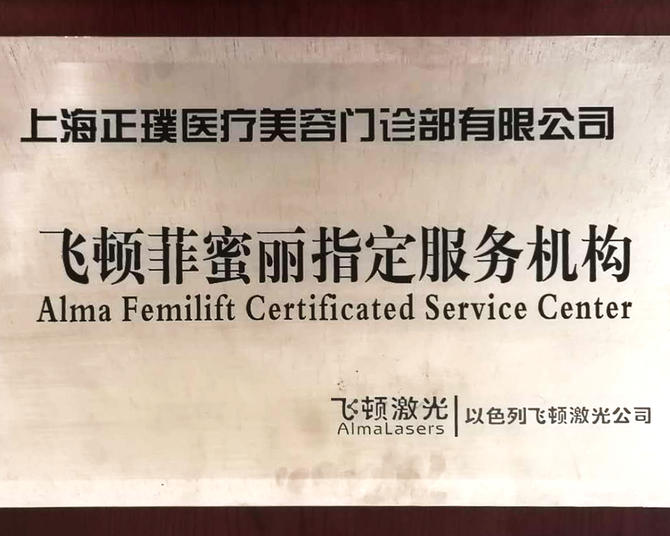 上海正璞医疗美容门诊部有限公司
飞顿菲蜜丽指定服务机构
Alma Femilift Certificated Service Center
飞顿激光 | 以色列飞顿激光公司
AlmaLasers